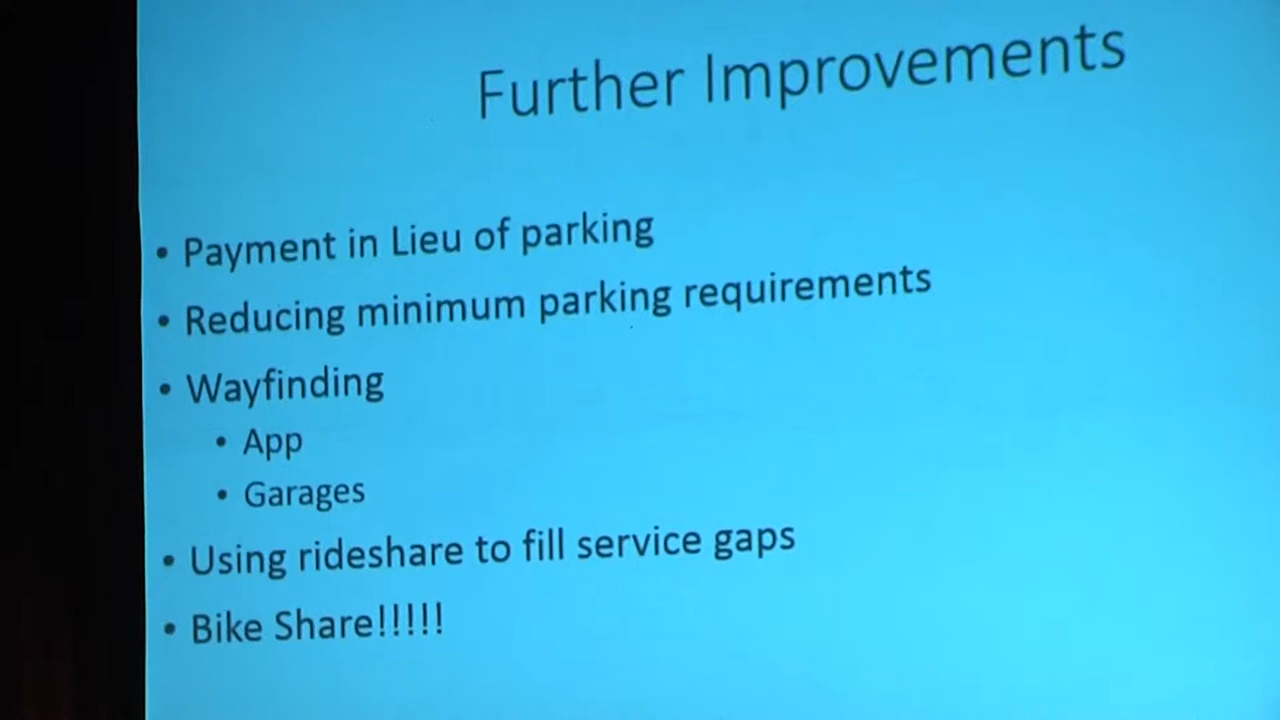 Further Improvements
• Payment in Lieu of parking
• Reducing minimum parking requirements
• Wayfinding
• App
• Garages
• Using rideshare to fill service gaps
• Bike Share!!!!!